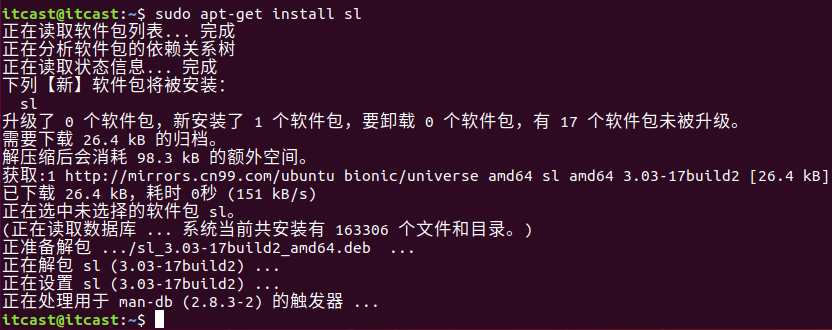 itcast@itcast:~$ sudo apt-get install sl
正在读取软件包列表... 完成
正在分析软件包的依赖关系树
正在读取状态信息... 完成
下列【新】软件包将被安装：
  sl
升级了 0 个软件包，新安装了 1 个软件包，要卸载 0 个软件包，有 17 个软件包未被升级。
需要下载 26.4 kB 的归档。
解压缩后会消耗 98.3 kB 的额外空间。
获取:1 http://mirrors.cn99.com/ubuntu bionic/universe amd64 sl amd64 3.03-17build2 [26.4 kB]
已下载 26.4 kB，耗时 0秒 (151 kB/s)
正在选中未选择的软件包 sl。
(正在读取数据库 ... 系统当前共安装有 163306 个文件和目录。)
正准备解包 .../sl_3.03-17build2_amd64.deb  ...
正在解包 sl (3.03-17build2) ...
正在设置 sl (3.03-17build2) ...
正在处理用于 man-db (2.8.3-2) 的触发器 ...
itcast@itcast:~$